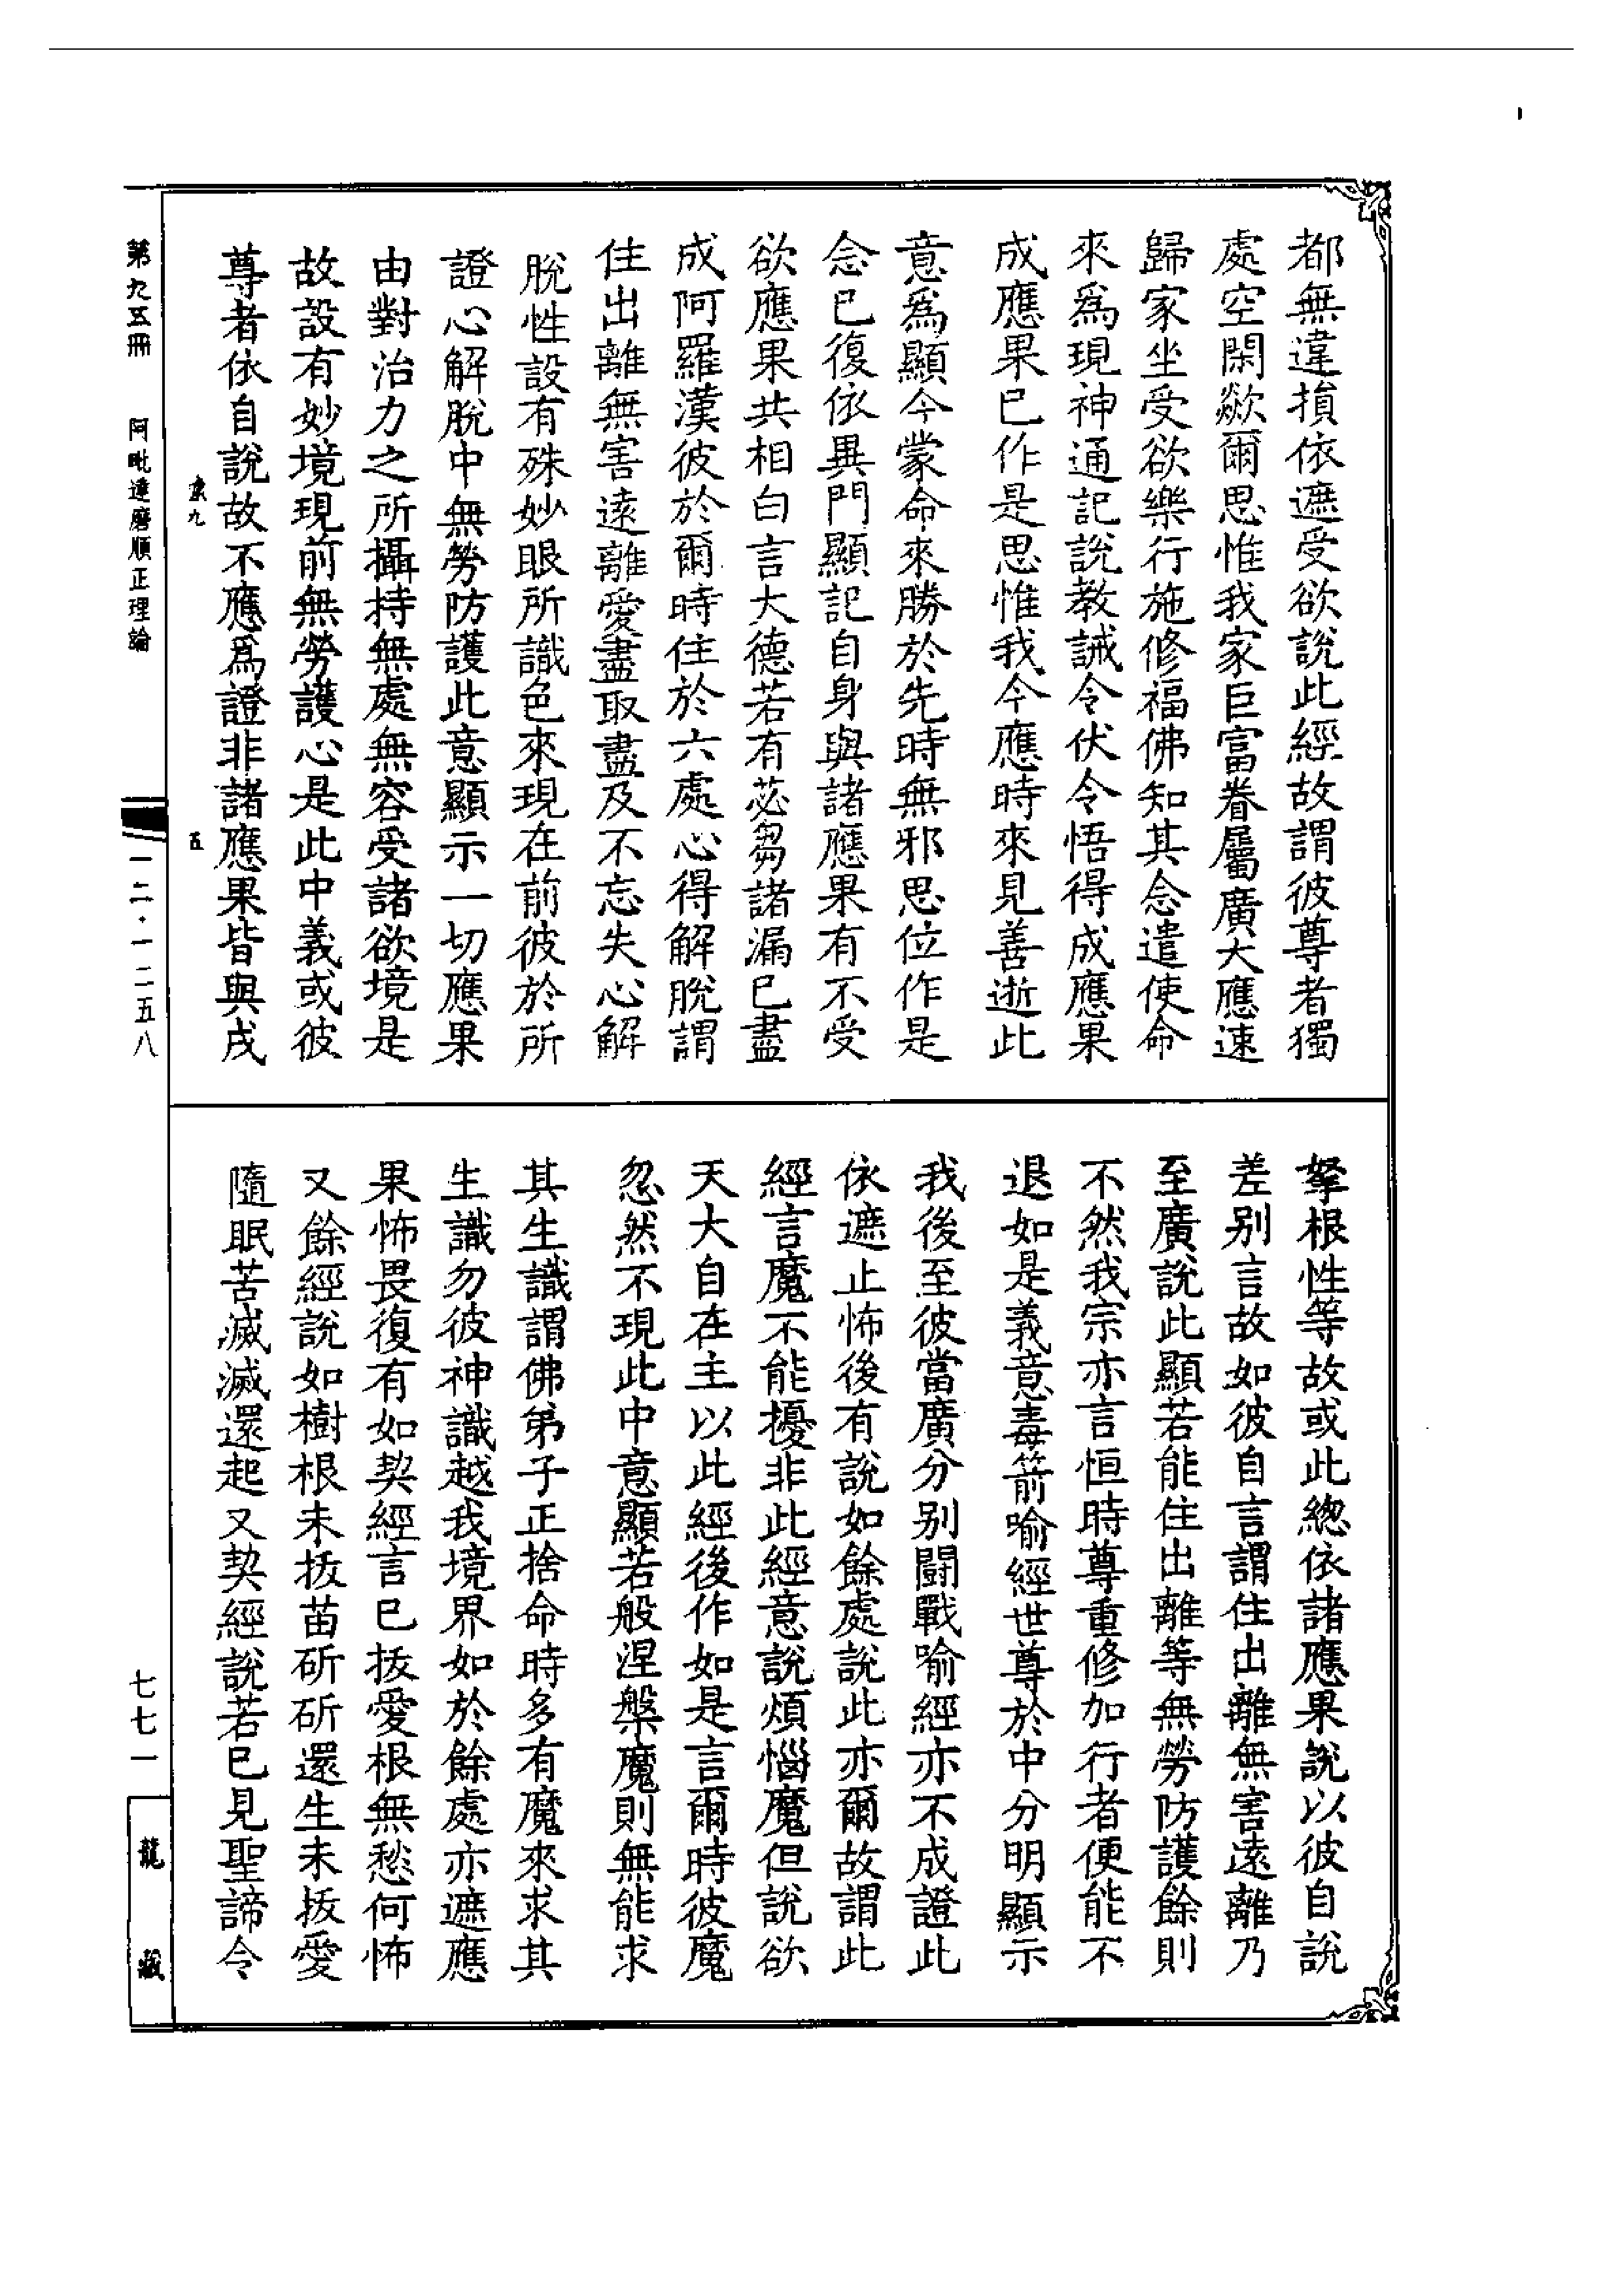 都無違損依遮受欲說此經故謂彼尊者獨
處空閑歘爾思惟我家巨富眷屬廣大應速
歸家坐受欲樂行施修福佛知其念遣使命
來爲現神通記說教誡令伏令悟得成應果
成應果已作是思惟我今應時來見善逝此
意爲顯今蒙命來勝於先時無邪思位作是
念已復依異門顯記自身與諸應果有不受
欲應果共相白言大德若有苾芻諸漏已盡
成阿羅漢彼於爾時住於六處心得解脫謂
住出離無害遠離愛盡取盡及不忘失心解
脫性設有殊妙眼所識色來現在前彼於所
證心解脫中無勞防護此意顯示一切應果
由對治力之所攝持無處無容受諸欲境是
故設有妙境現前無勞護心是此中義或彼
尊者依自說故不應爲證非諸應果皆與戌
拏根性等故或此總依諸應果說以彼自說
差別言故如彼自言謂住出離無害遠離乃
至廣說此顯若能住出離等無勞防護餘則
不然我宗亦言恒時尊重修加行者便能不
退如是義意毒箭喻經世尊於中分明顯示
我後至彼當廣分別鬪戰喻經亦不成證此
依遮止怖後有說如餘處說此亦爾故謂此
經言魔不能擾非此經意說煩惱魔但說欲
天大自在主以此經後作如是言爾時彼魔
忽然不現此中意顯若般涅槃魔則無能求
其生識謂佛弟子正捨命時多有魔來求其
生識勿彼神識越我境界如於餘處亦遮應
果怖畏復有如契經言已拔愛根無愁何怖
又餘經說如樹根未拔苗斫斫還生未拔愛
隨眠苦滅滅還起又契經說若已見聖諦令
第九五冊　阿毗達磨順正理論
一二·一二五八
七七一
龍藏
九
五